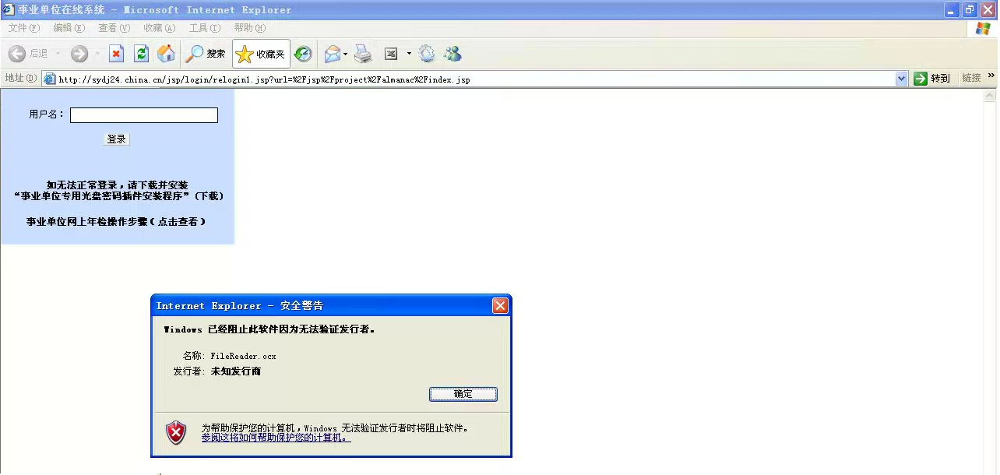 事业单位在线系统 - Microsoft Internet Explorer
文件(F) 编辑(E) 查看(V) 收藏(A) 工具(T) 帮助(H)
后退 搜索 收藏夹
地址(D) http://sydj24.china.cn/jsp/login/relogin1.jsp?url=%2Fjsp%2Fproject%2Falmanac%2Findex.jsp 转到 链接 »
用户名：
登录
如无法正常登录，请下载并安装
“事业单位专用光盘密码插件安装程序”（下载）
事业单位网上年检操作步骤（点击查看）
Internet Explorer - 安全警告
Windows 已经阻止此软件因为无法验证发行者。
名称: FileReader.ocx
发行者: 未知发行商
确定
为帮助保护您的计算机，Windows 无法验证发行者时将阻止软件。
参阅这将如何帮助保护您的计算机。